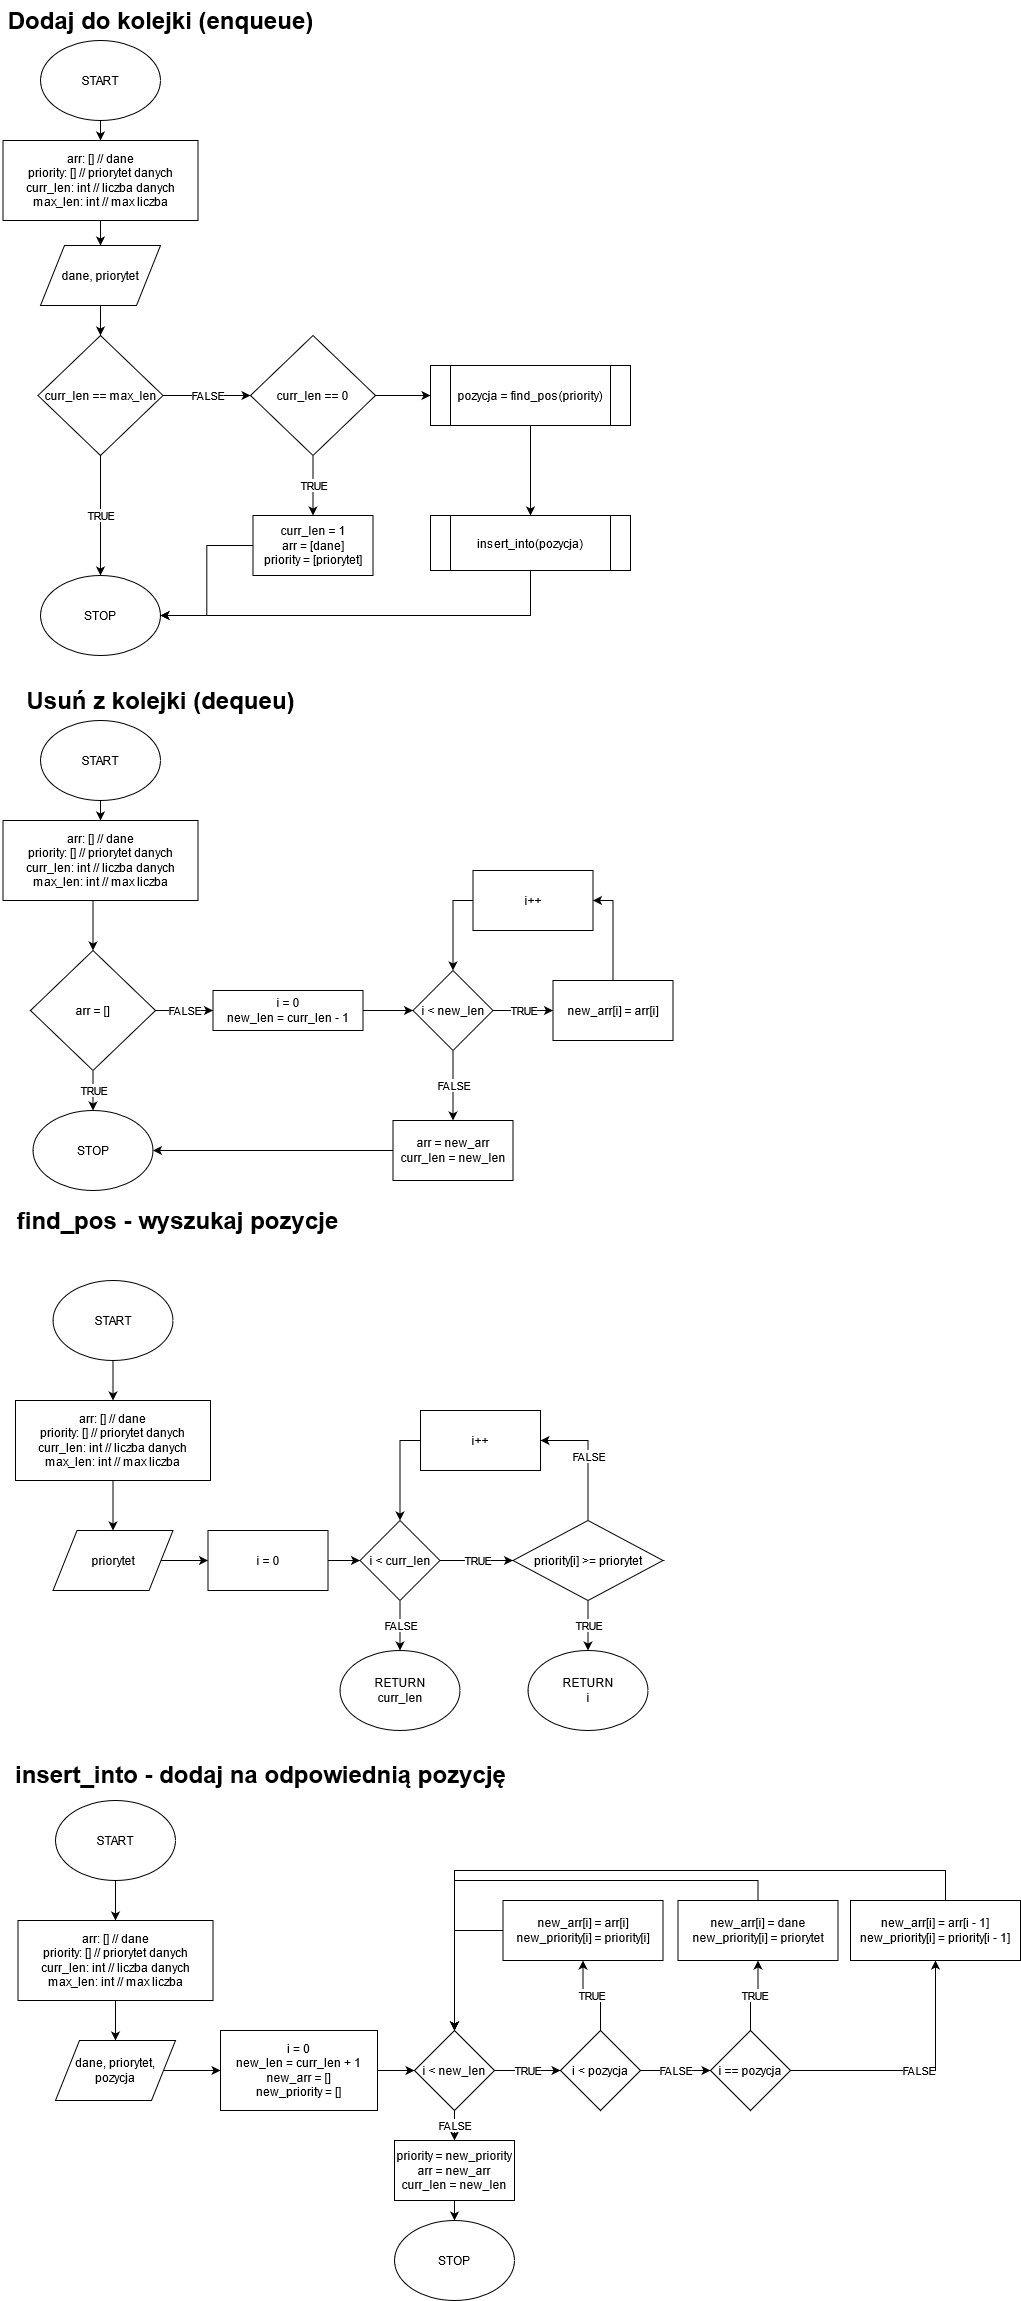 Dodaj do kolejki (enqueue)
START
arr: [] // dane
priority: [] // priorytet danych
curr_len: int // liczba danych
max_len: int // max liczba
dane, priorytet
curr_len == max_len
FALSE
curr_len == 0
pozycja = find_pos(priority)
TRUE
TRUE
curr_len = 1
arr = [dane]
priority = [priorytet]
insert_into(pozycja)
STOP
Usuń z kolejki (dequeu)
START
arr: [] // dane
priority: [] // priorytet danych
curr_len: int // liczba danych
max_len: int // max liczba
i++
arr = []
FALSE
i = 0
new_len = curr_len - 1
i < new_len
TRUE
new_arr[i] = arr[i]
TRUE
FALSE
STOP
arr = new_arr
curr_len = new_len
find_pos - wyszukaj pozycje
START
arr: [] // dane
priority: [] // priorytet danych
curr_len: int // liczba danych
max_len: int // max liczba
i++
FALSE
priorytet
i = 0
i < curr_len
TRUE
priority[i] >= priorytet
FALSE
TRUE
RETURN
curr_len
RETURN
i
insert_into - dodaj na odpowiednią pozycję
START
arr: [] // dane
priority: [] // priorytet danych
curr_len: int // liczba danych
max_len: int // max liczba
new_arr[i] = arr[i]
new_priority[i] = priority[i]
new_arr[i] = dane
new_priority[i] = priorytet
new_arr[i] = arr[i - 1]
new_priority[i] = priority[i - 1]
TRUE
TRUE
dane, priorytet,
pozycja
i = 0
new_len = curr_len + 1
new_arr = []
new_priority = []
i < new_len
TRUE
i < pozycja
FALSE
i == pozycja
FALSE
FALSE
priority = new_priority
arr = new_arr
curr_len = new_len
STOP